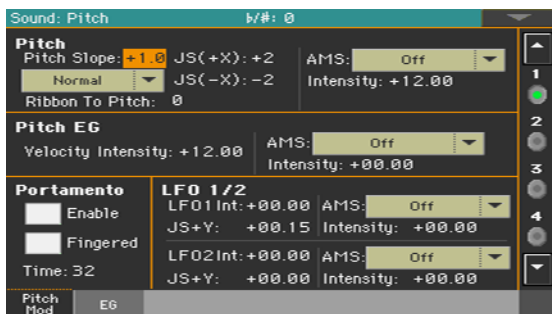 Sound: Pitch ♭/#: 0
Pitch
Pitch Slope: +1.0 JS(+X): +2 AMS: Off
Normal JS(-X): -2 Intensity: +12.00
Ribbon To Pitch: 0
Pitch EG
Velocity Intensity: +12.00 AMS: Off
Intensity: +00.00
Portamento
Enable
Fingered
Time: 32
LFO 1/2
LFO1 Int: +00.00 AMS: Off
JS+Y: +00.15 Intensity: +00.00
LFO2 Int: +00.00 AMS: Off
JS+Y: +00.00 Intensity: +00.00
1
2
3
4
Pitch Mod
EG